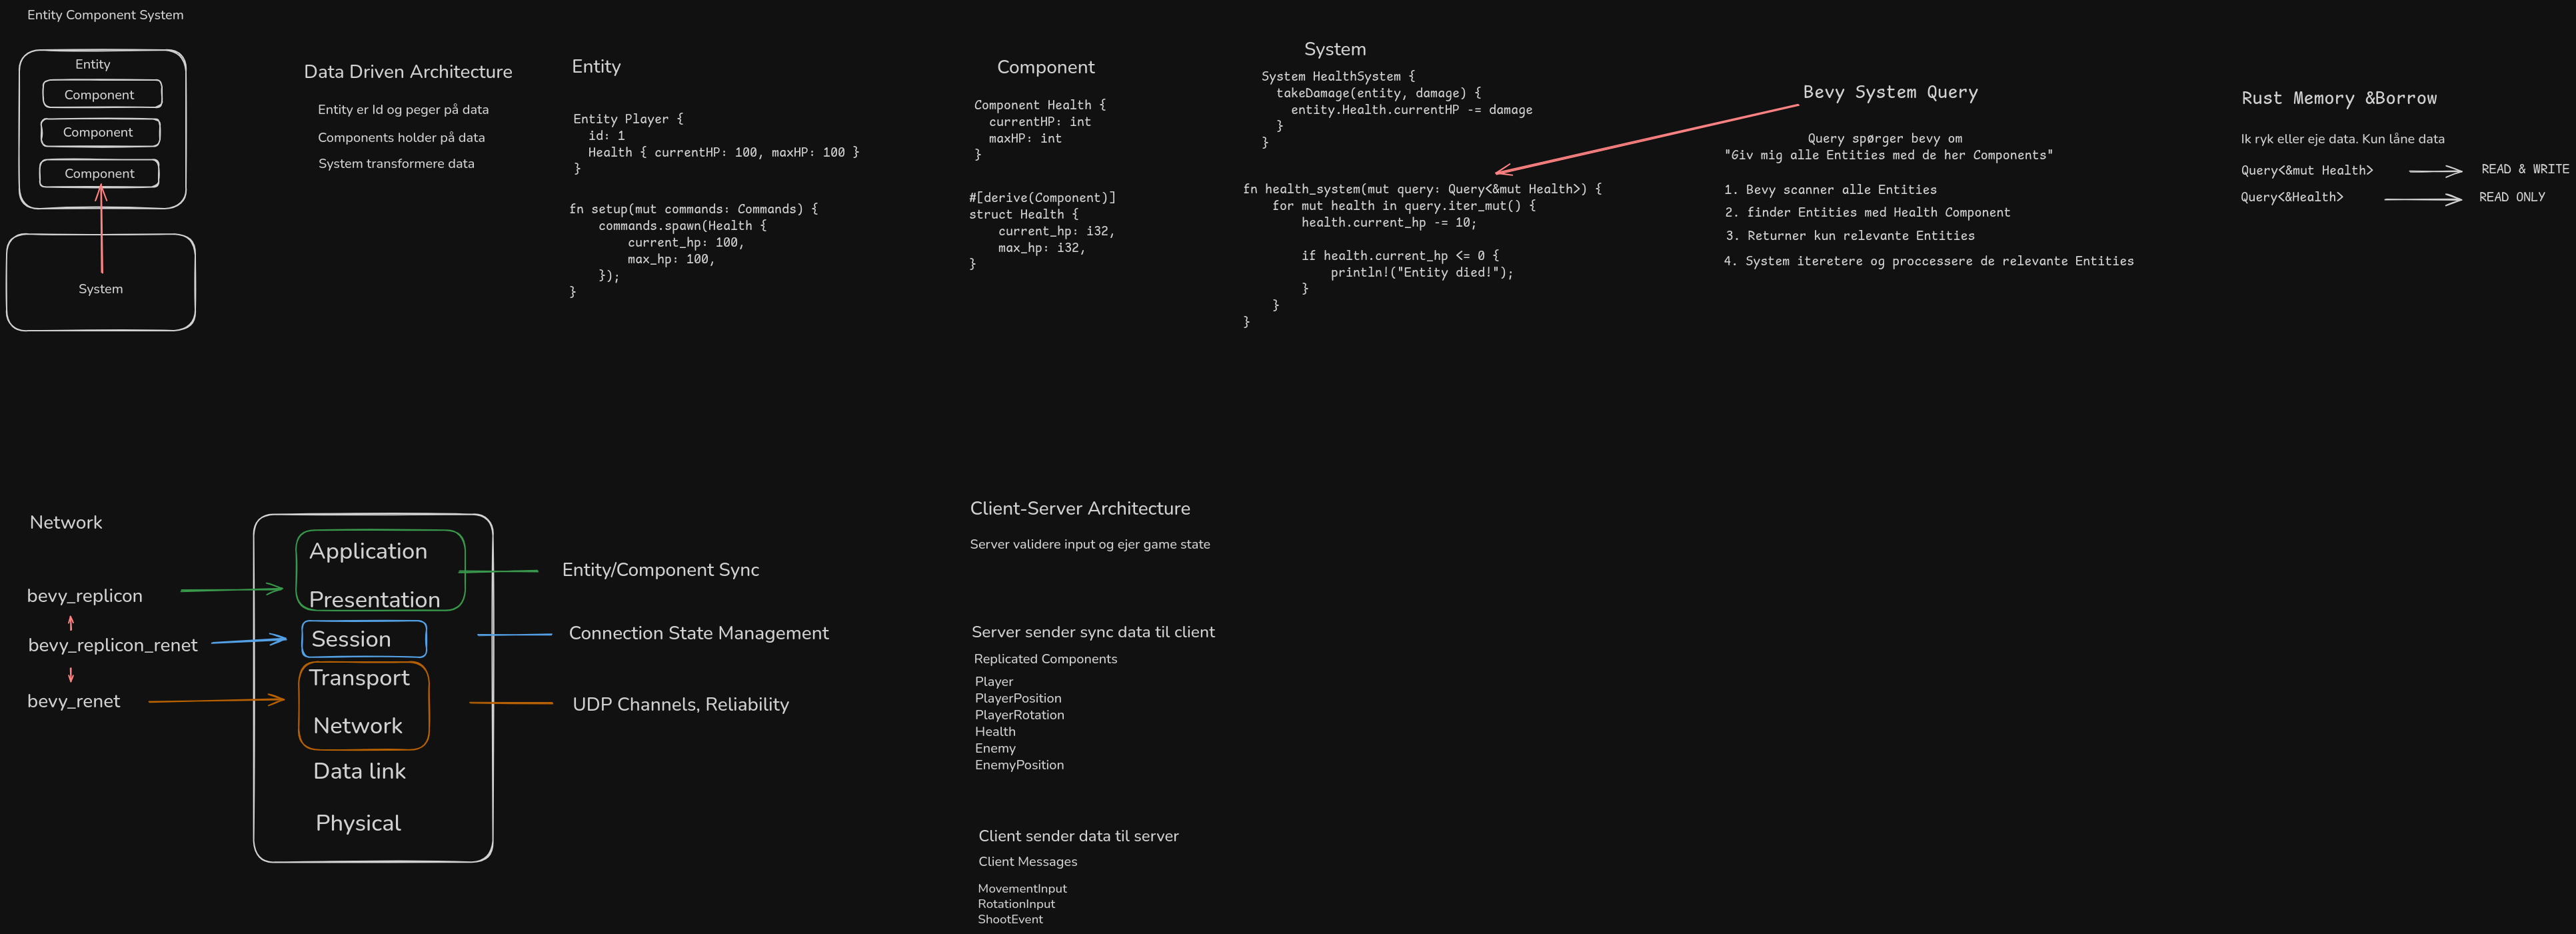 Entity Component System
Entity
Component
Component
Component
System
Data Driven Architecture
Entity er Id og peger på data
Components holder på data
System transformere data
Entity
Entity Player {
  id: 1
  Health { currentHP: 100, maxHP: 100 }
}
fn setup(mut commands: Commands) {
    commands.spawn(Health {
        current_hp: 100,
        max_hp: 100,
    });
}
Component
Component Health {
  currentHP: int
  maxHP: int
}
#[derive(Component)]
struct Health {
    current_hp: i32,
    max_hp: i32,
}
System
System HealthSystem {
  takeDamage(entity, damage) {
    entity.Health.currentHP -= damage
  }
}
fn health_system(mut query: Query<&mut Health>) {
    for mut health in query.iter_mut() {
        health.current_hp -= 10;
        if health.current_hp <= 0 {
            println!("Entity died!");
        }
    }
}
Bevy System Query
Query spørger bevy om
"Giv mig alle Entities med de her Components"
1. Bevy scanner alle Entities
2. finder Entities med Health Component
3. Returner kun relevante Entities
4. System iteretere og proccessere de relevante Entities
Rust Memory &Borrow
Ik ryk eller eje data. Kun låne data
Query<&mut Health>
READ & WRITE
Query<&Health>
READ ONLY
Network
bevy_replicon
bevy_replicon_renet
bevy_renet
Application
Presentation
Session
Transport
Network
Data link
Physical
Entity/Component Sync
Connection State Management
UDP Channels, Reliability
Client-Server Architecture
Server validere input og ejer game state
Server sender sync data til client
Replicated Components
Player
PlayerPosition
PlayerRotation
Health
Enemy
EnemyPosition
Client sender data til server
Client Messages
MovementInput
RotationInput
ShootEvent